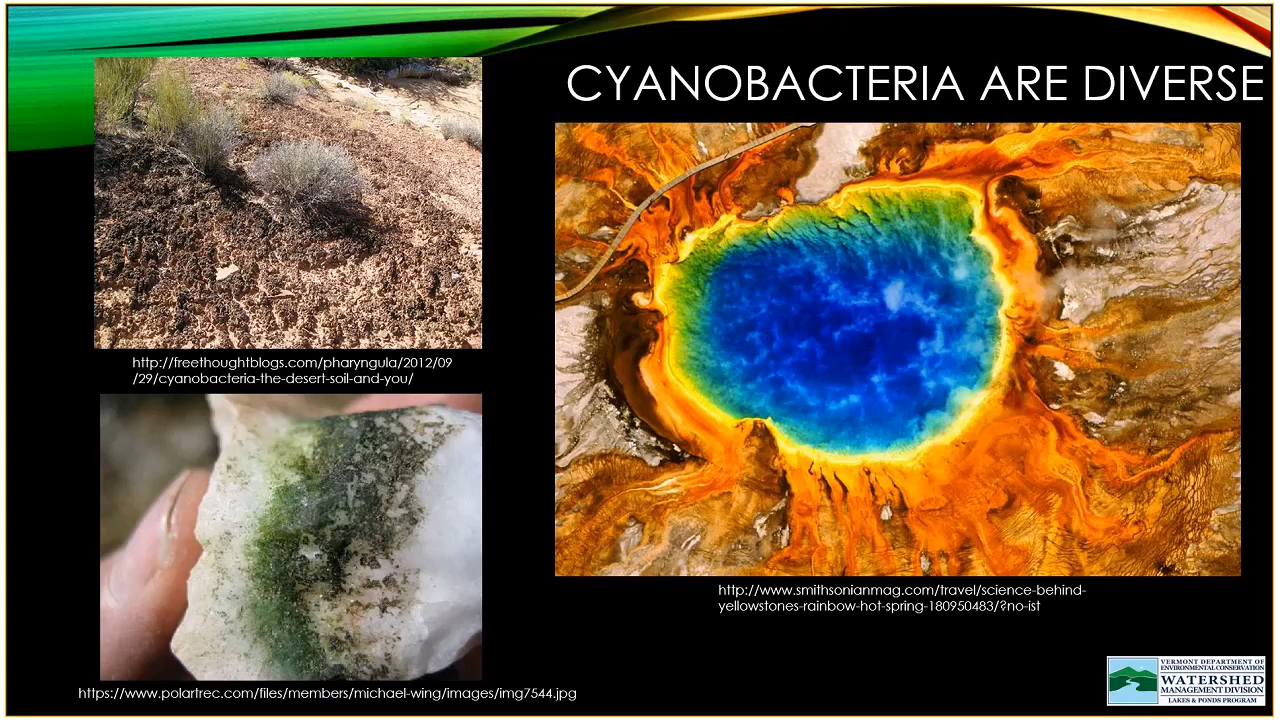 CYANOBACTERIA ARE DIVERSE
http://freethoughtblogs.com/pharyngula/2012/09
/29/cyanobacteria-the-desert-soil-and-you/
http://www.smithsonianmag.com/travel/science-behind-
yellowstones-rainbow-hot-spring-180950483/?no-ist
https://www.polartrec.com/files/members/michael-wing/images/img7544.jpg
VERMONT DEPARTMENT OF
ENVIRONMENTAL CONSERVATION
WATERSHED
MANAGEMENT DIVISION
LAKES & PONDS PROGRAM